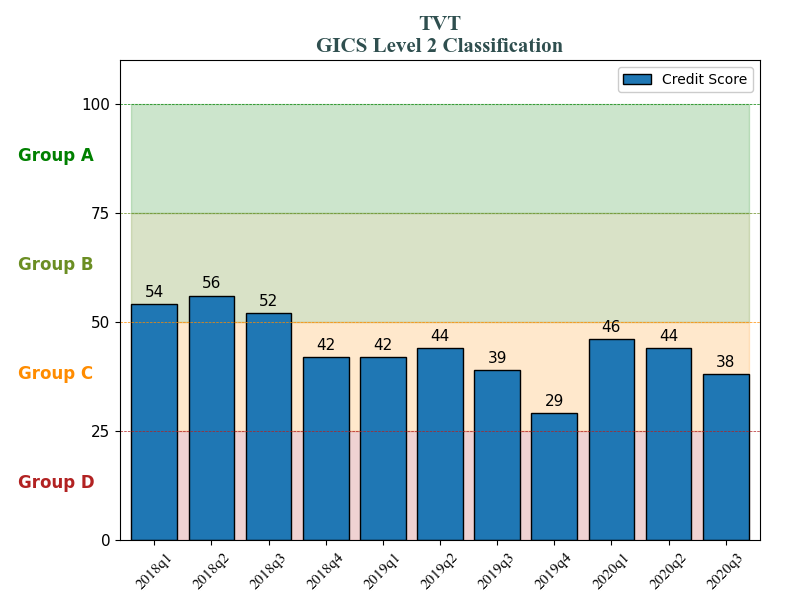 TVT
GICS Level 2 Classification
Credit Score
100
Group A
75
Group B
50
Group C
25
Group D
0
54
56
52
42
42
44
39
29
46
44
38
2018q1
2018q2
2018q3
2018q4
2019q1
2019q2
2019q3
2019q4
2020q1
2020q2
2020q3